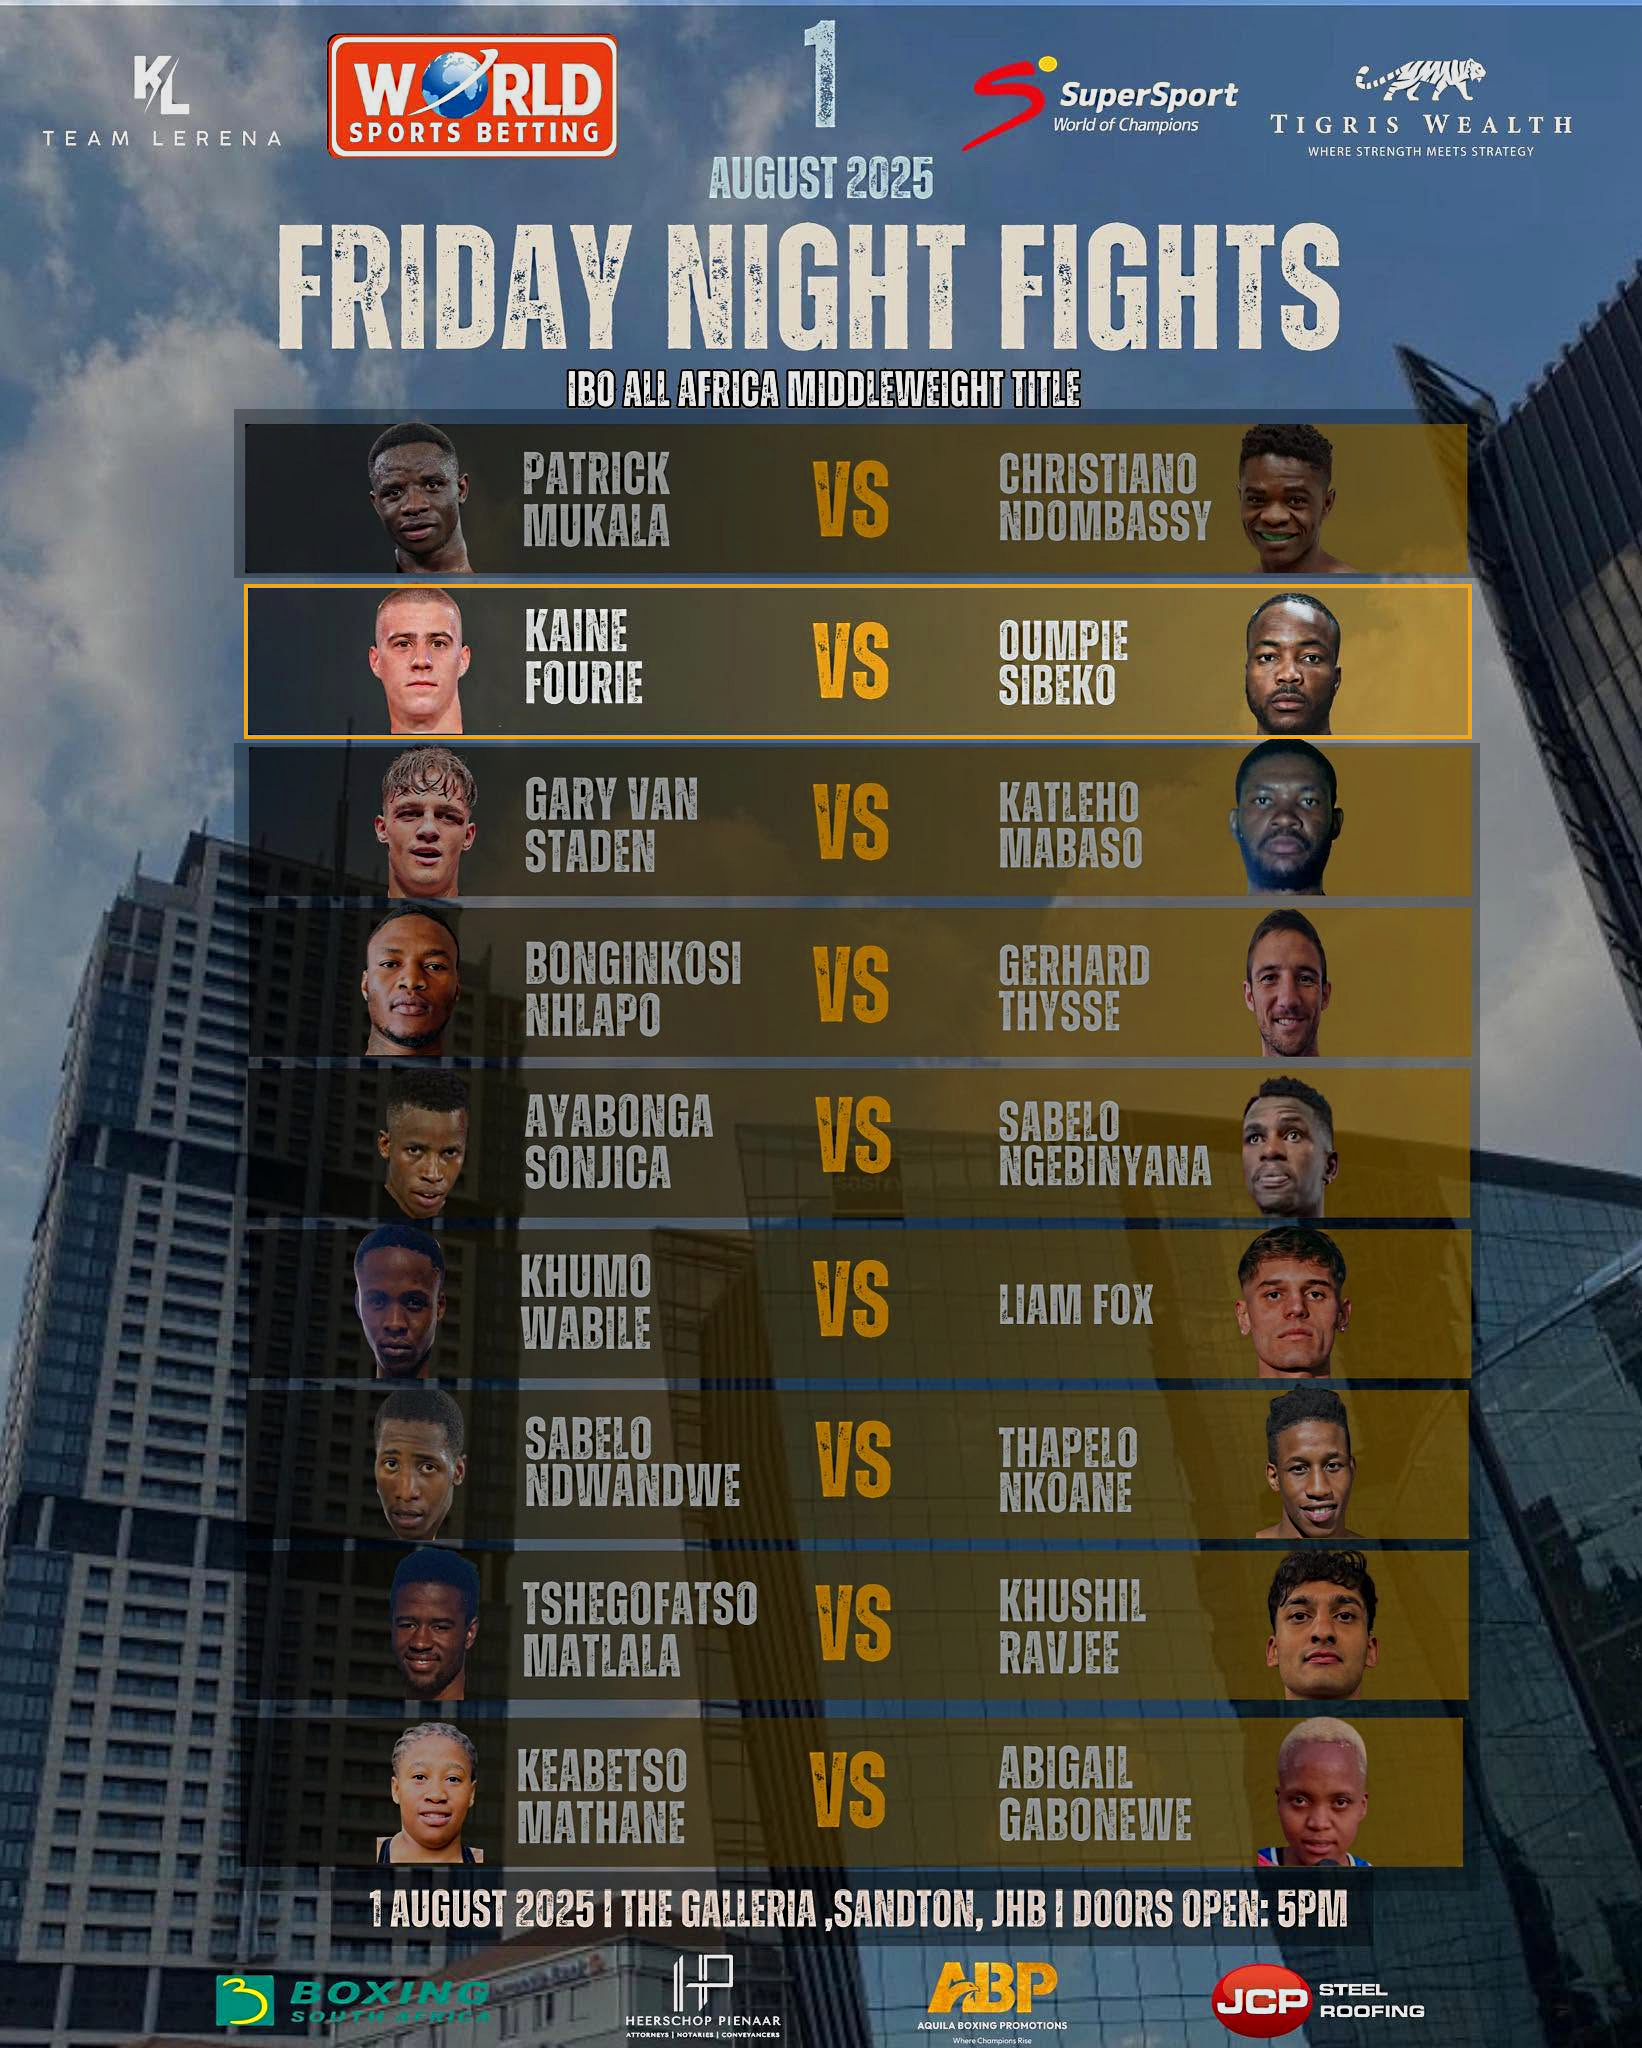 KL
TEAM LERENA
WORLD
SPORTS BETTING
1
AUGUST 2025
SuperSport
World of Champions
TIGRIS WEALTH
WHERE STRENGTH MEETS STRATEGY
FRIDAY NIGHT FIGHTS
IBO ALL AFRICA MIDDLEWEIGHT TITLE
PATRICK
MUKALA
VS
CHRISTIANO
NDOMBASSY
KAINE
FOURIE
VS
OUMPIE
SIBEKO
GARY VAN
STADEN
VS
KATLEHO
MABASO
BONGINKOSI
NHLAPO
VS
GERHARD
THYSSE
AYABONGA
SONJICA
VS
SABELO
NGEBINYANA
KHUMO
WABILE
VS
LIAM FOX
SABELO
NDWANDWE
VS
THAPELO
NKOANE
TSHEGOFATSO
MATLALA
VS
KHUSHIL
RAVJEE
KEABETSO
MATHANE
VS
ABIGAIL
GABONEWE
1 AUGUST 2025 | THE GALLERIA ,SANDTON, JHB | DOORS OPEN: 5PM
BOXING
SOUTH AFRICA
HP
HEERSCHOP PIENAAR
ATTORNEYS | NOTARIES | CONVEYANCERS
ABP
AQUILA BOXING PROMOTIONS
Where Champions Rise
JCP
STEEL
ROOFING